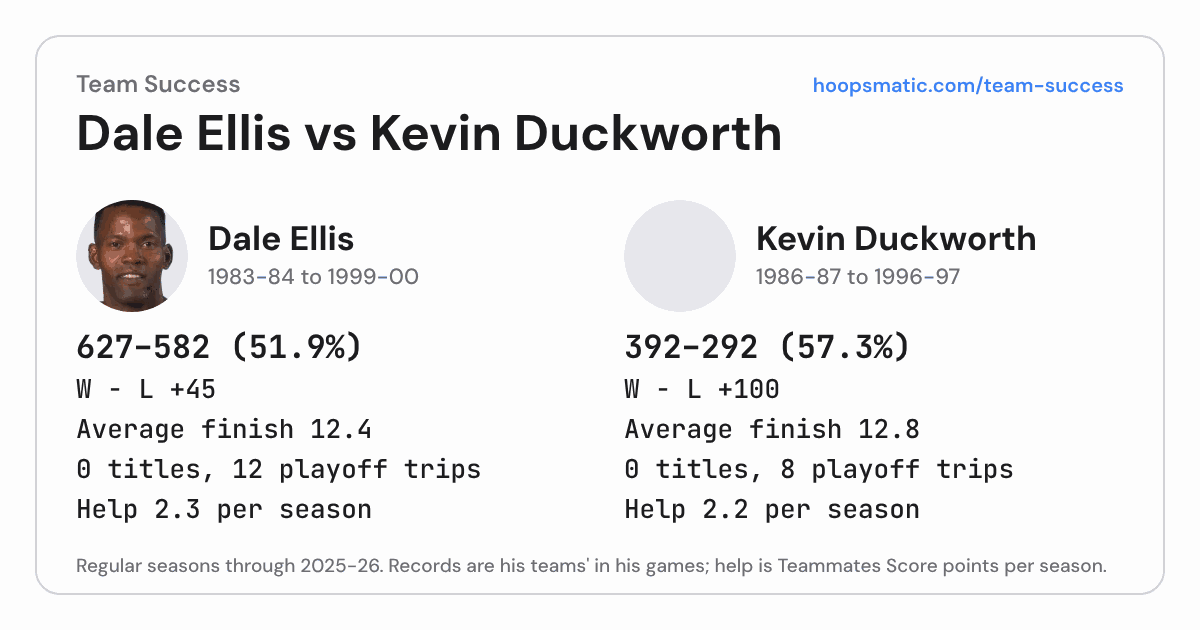 Team Success
hoopsmatic.com/team-success
Dale Ellis vs Kevin Duckworth
Dale Ellis
1983–84 to 1999–00
627–582 (51.9%)
W - L +45
Average finish 12.4
0 titles, 12 playoff trips
Help 2.3 per season
Kevin Duckworth
1986–87 to 1996–97
392–292 (57.3%)
W - L +100
Average finish 12.8
0 titles, 8 playoff trips
Help 2.2 per season
Regular seasons through 2025-26. Records are his teams' in his games; help is Teammates Score points per season.